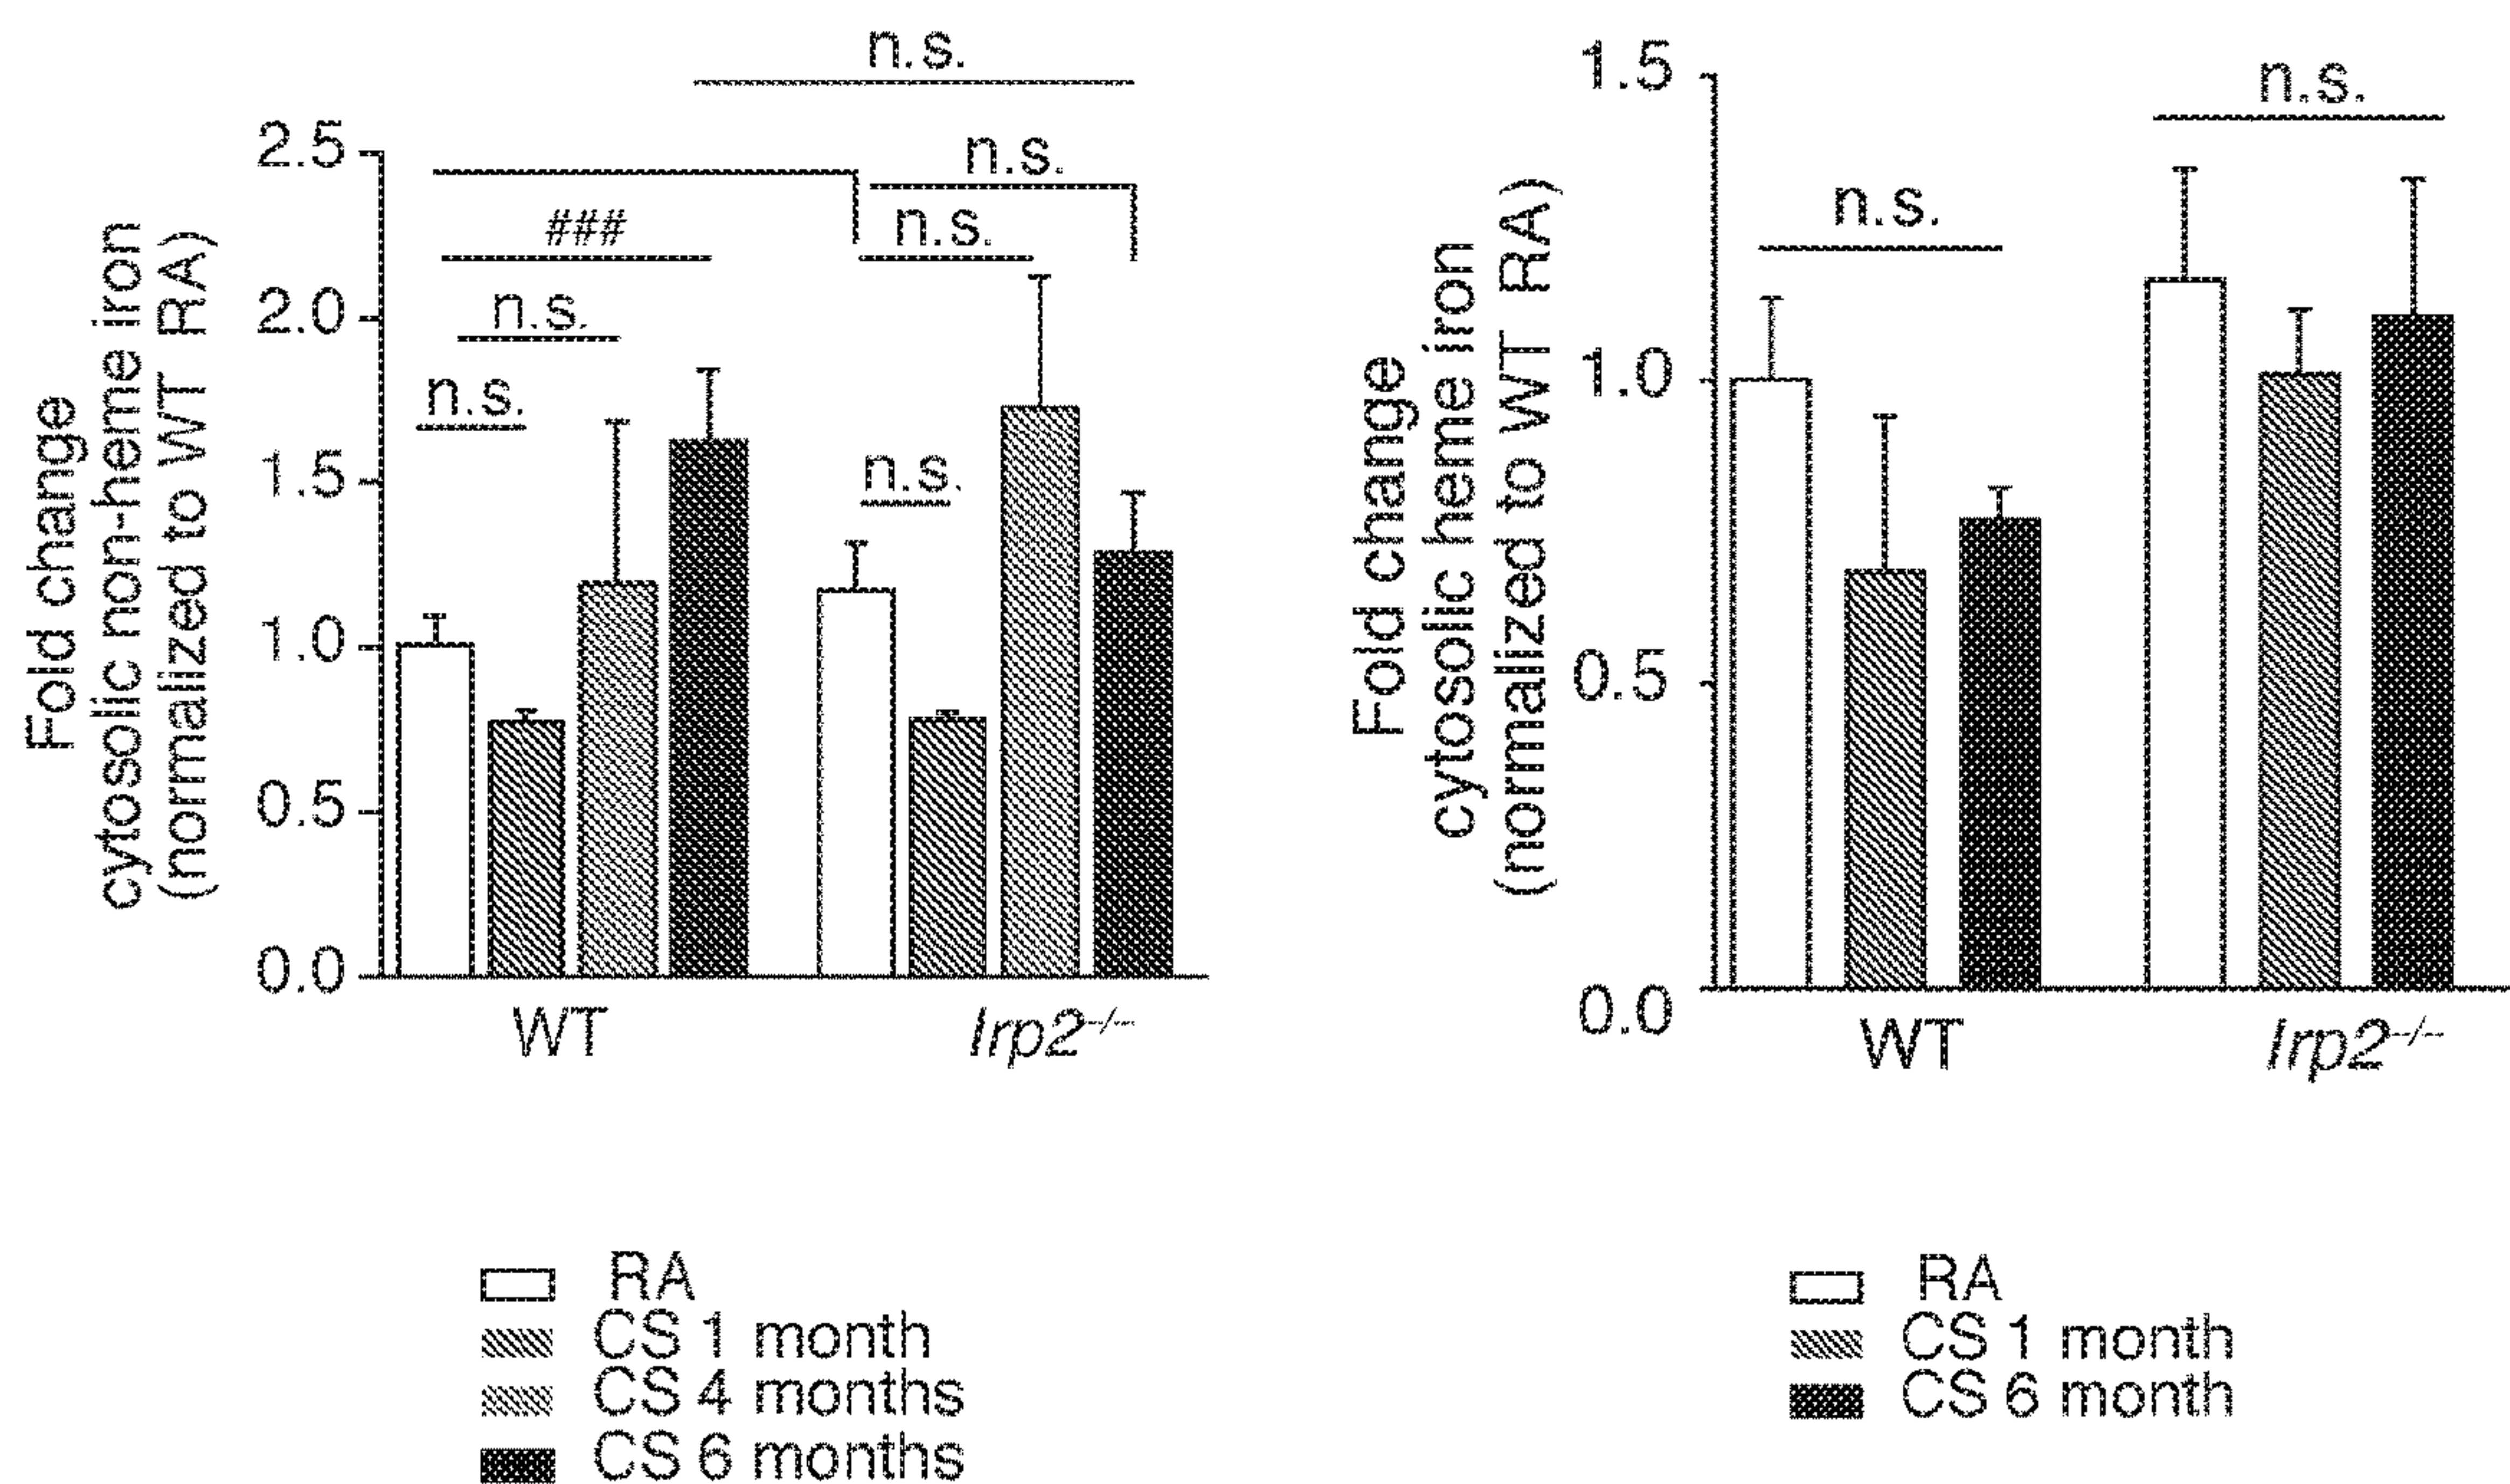 n.s.
2.5
2.0
1.5
1.0
0.5
0.0
Fold change
cytosolic non-heme iron
(normalized to WT RA)
n.s.
n.s.
###
n.s.
n.s.
n.s.
WT
Irp2-/-
RA
CS 1 month
CS 4 months
CS 6 months
1.5
1.0
0.5
0.0
Fold change
cytosolic heme iron
(normalized to WT RA)
n.s.
n.s.
WT
Irp2-/-
RA
CS 1 month
CS 6 month